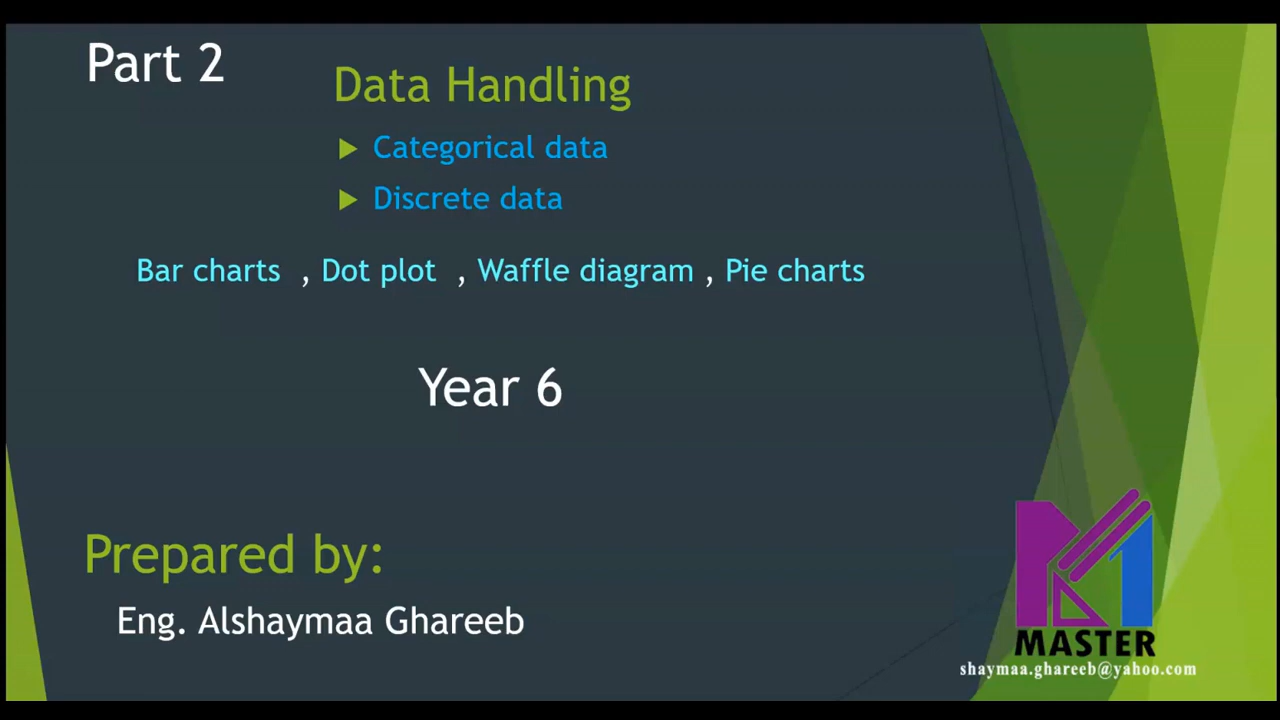 Part 2
Data Handling
Categorical data
Discrete data
Bar charts , Dot plot , Waffle diagram , Pie charts
Year 6
Prepared by:
Eng. Alshaymaa Ghareeb
M1
MASTER
shaymaa.ghareeb@yahoo.com